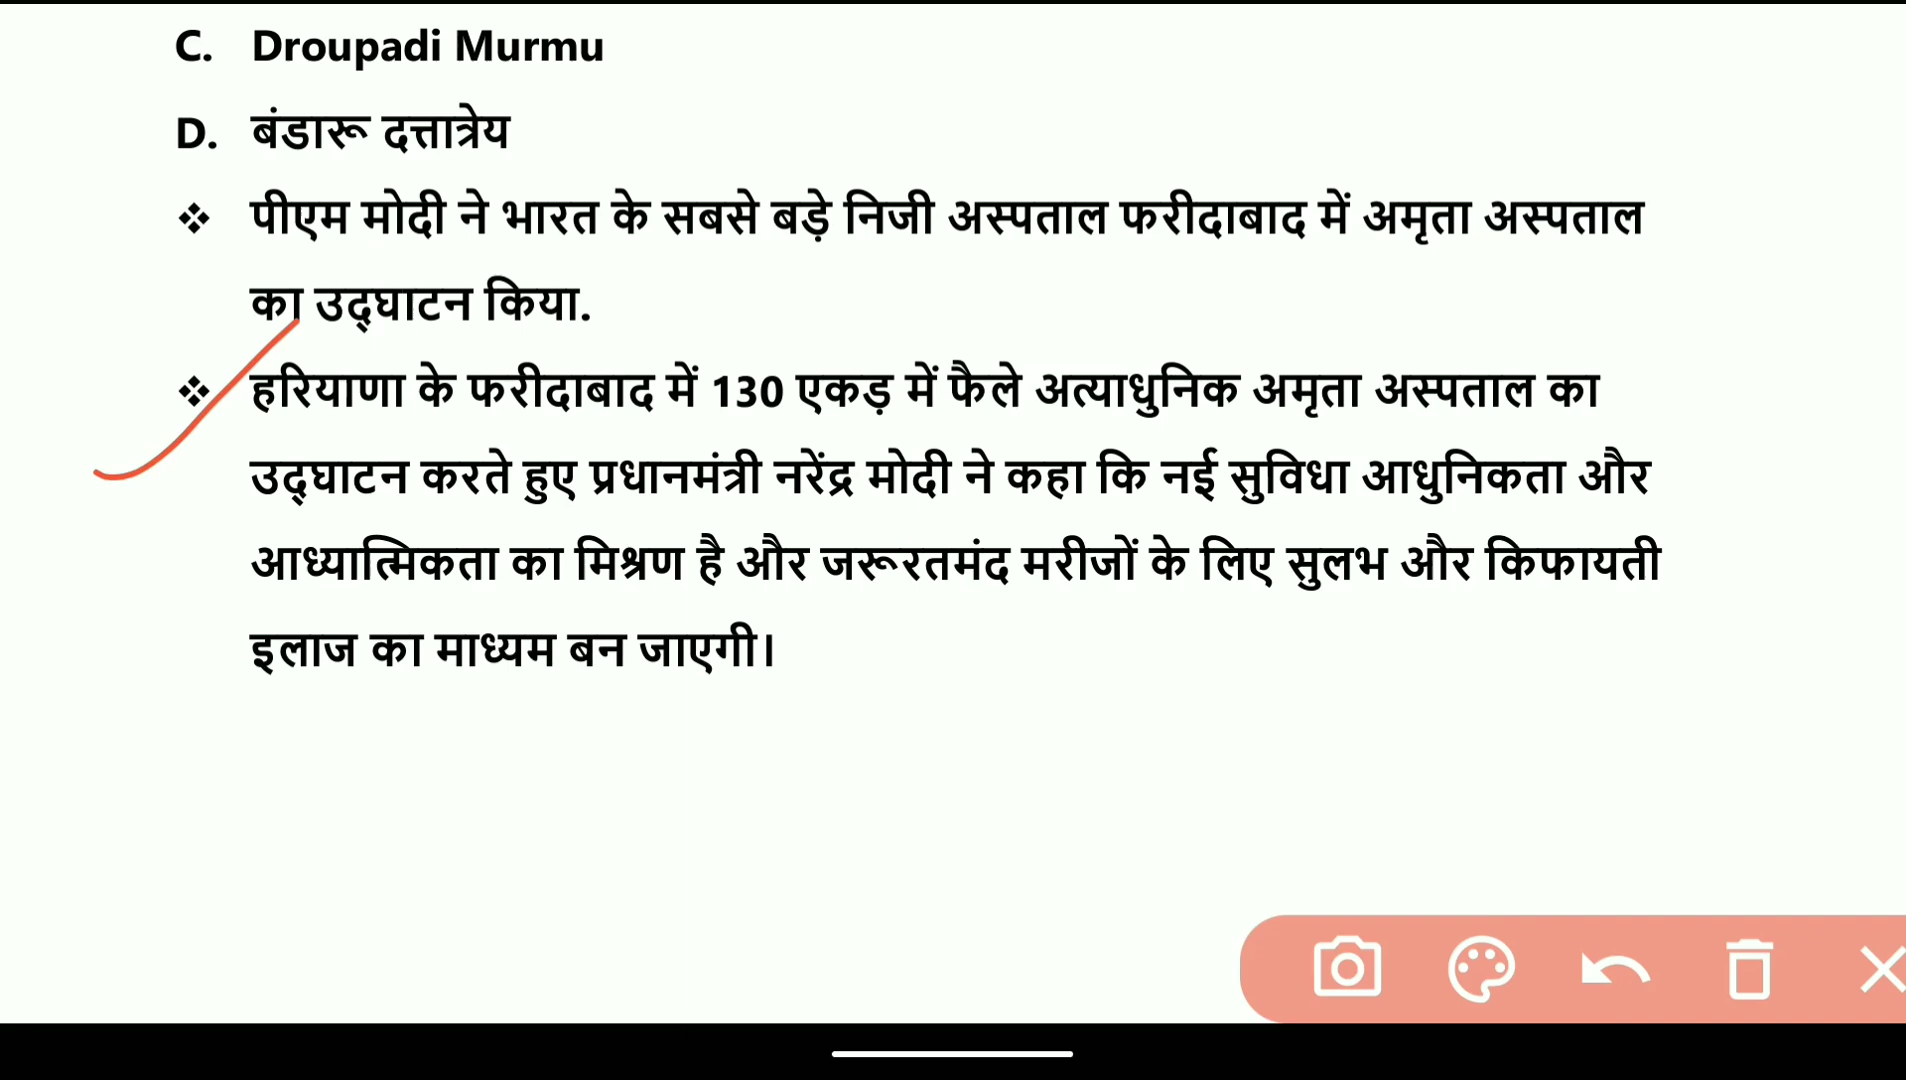 C. Droupadi Murmu
D. बंडारू दत्तात्रेय
❖ पीएम मोदी ने भारत के सबसे बड़े निजी अस्पताल फरीदाबाद में अमृता अस्पताल
का उद्घाटन किया.
❖ हरियाणा के फरीदाबाद में 130 एकड़ में फैले अत्याधुनिक अमृता अस्पताल का
उद्घाटन करते हुए प्रधानमंत्री नरेंद्र मोदी ने कहा कि नई सुविधा आधुनिकता और
आध्यात्मिकता का मिश्रण है और जरूरतमंद मरीजों के लिए सुलभ और किफायती
इलाज का माध्यम बन जाएगी।